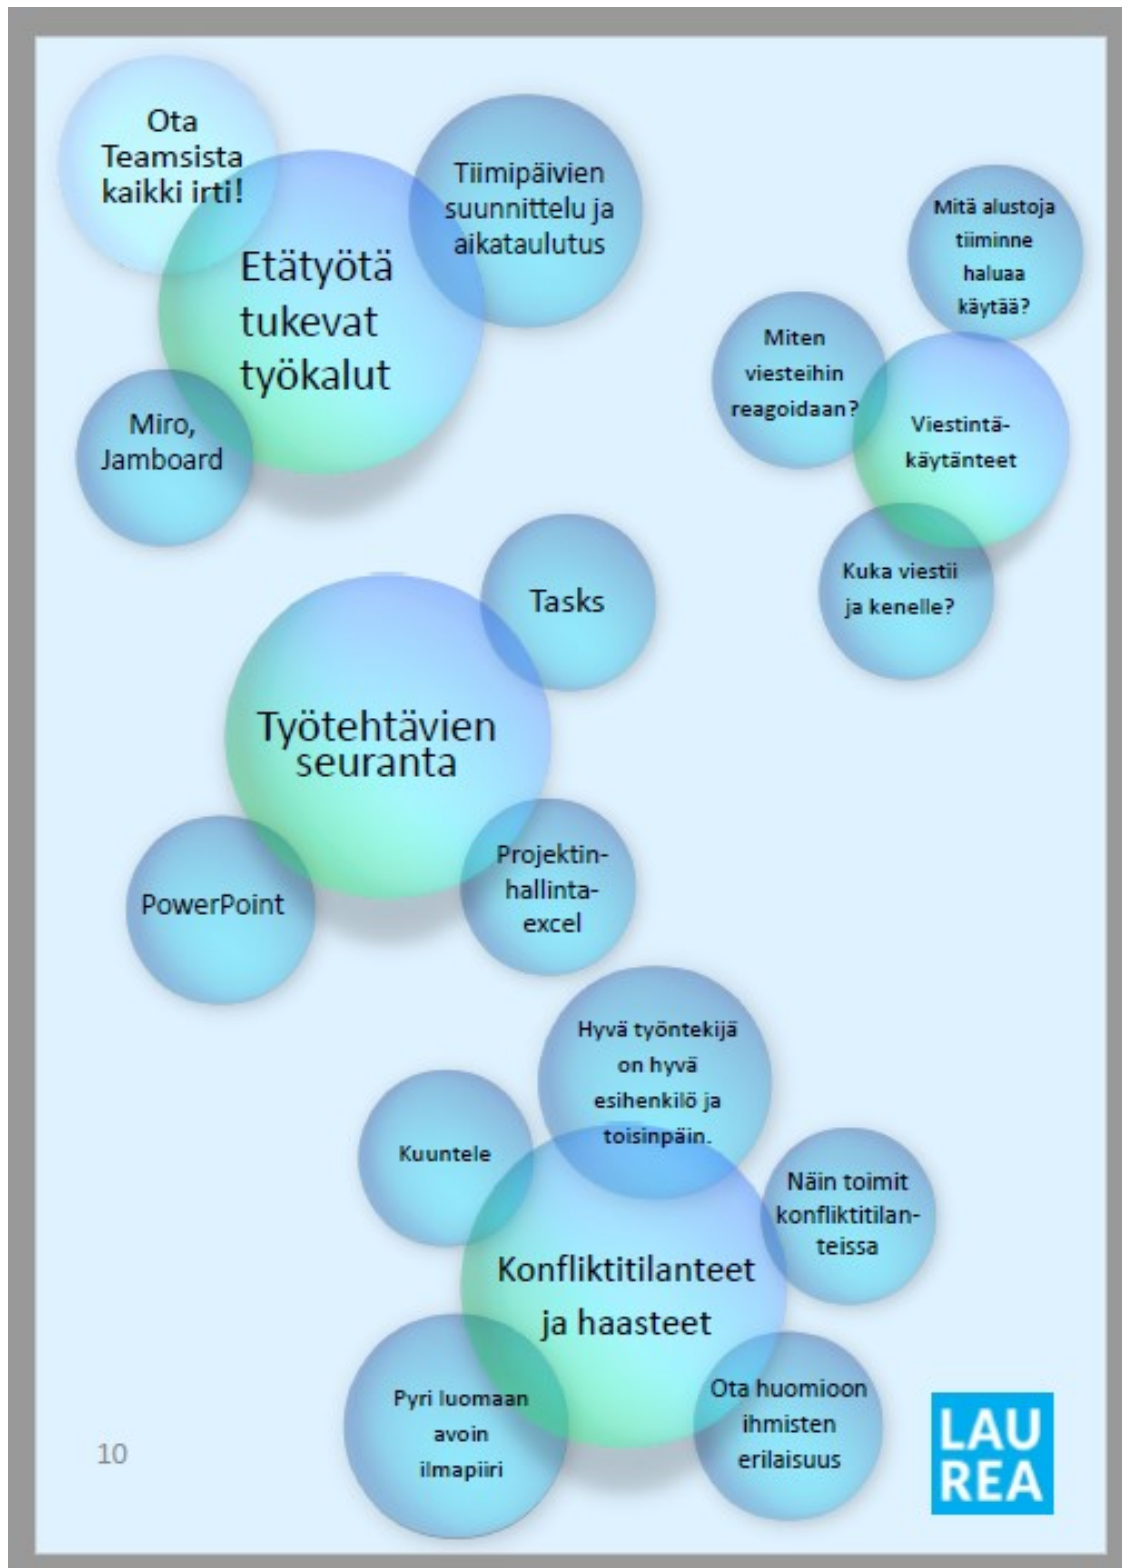 Ota
Teamsista
kaikki irti!
Tiimipäivien
suunnittelu ja
aikataulutus
Etätyötä
tukevat
työkalut
Miro,
Jamboard
Mitä alustoja
tiiminne
haluaa
käytää?
Miten
viesteihin
reagoidaan?
Viestintä-
käytänteet
Kuka viestii
ja kenelle?
Tasks
Työtehtävien
seuranta
PowerPoint
Projektin-
hallinta-
excel
Hyvä työntekijä
on hyvä
esihenkilö ja
toisinpäin.
Kuuntele
Näin toimit
konfliktitilan-
teissa
Konfliktitilanteet
ja haasteet
Pyri luomaan
avoin
ilmapiiri
Ota huomioon
ihmisten
erilaisuus
10
LAU
REA